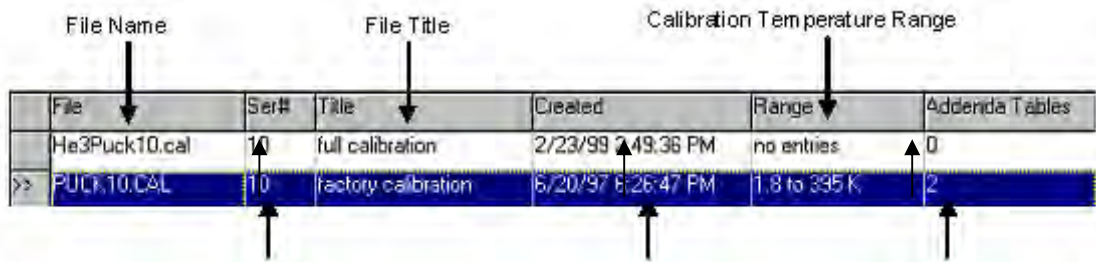 File Name File Title Calibration Temperature Range
File Ser# Title Created Range Addenda Tables
He3Puck10.cal 10 full calibration 2/23/99 2:49:36 PM no entries 0
>> PUCK10.CAL 10 factory calibration 6/20/97 6:26:47 PM 1.8 to 395 K 2